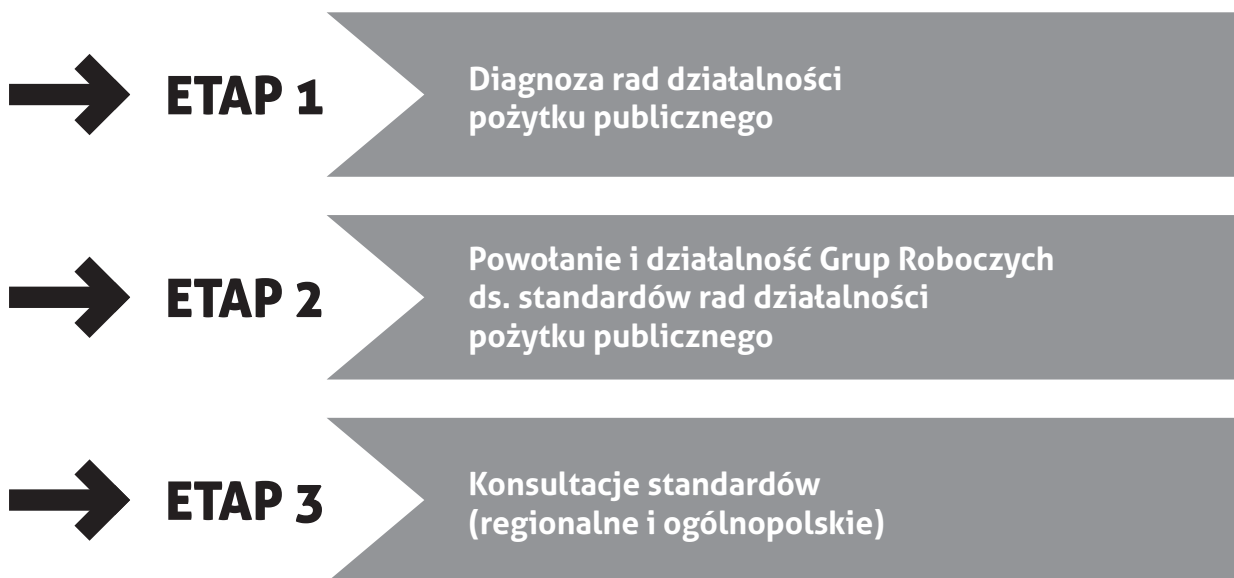 ETAP 1
Diagnoza rad działalności
pożytku publicznego
ETAP 2
Powołanie i działalność Grup Roboczych
ds. standardów rad działalności
pożytku publicznego
ETAP 3
Konsultacje standardów
(regionalne i ogólnopolskie)